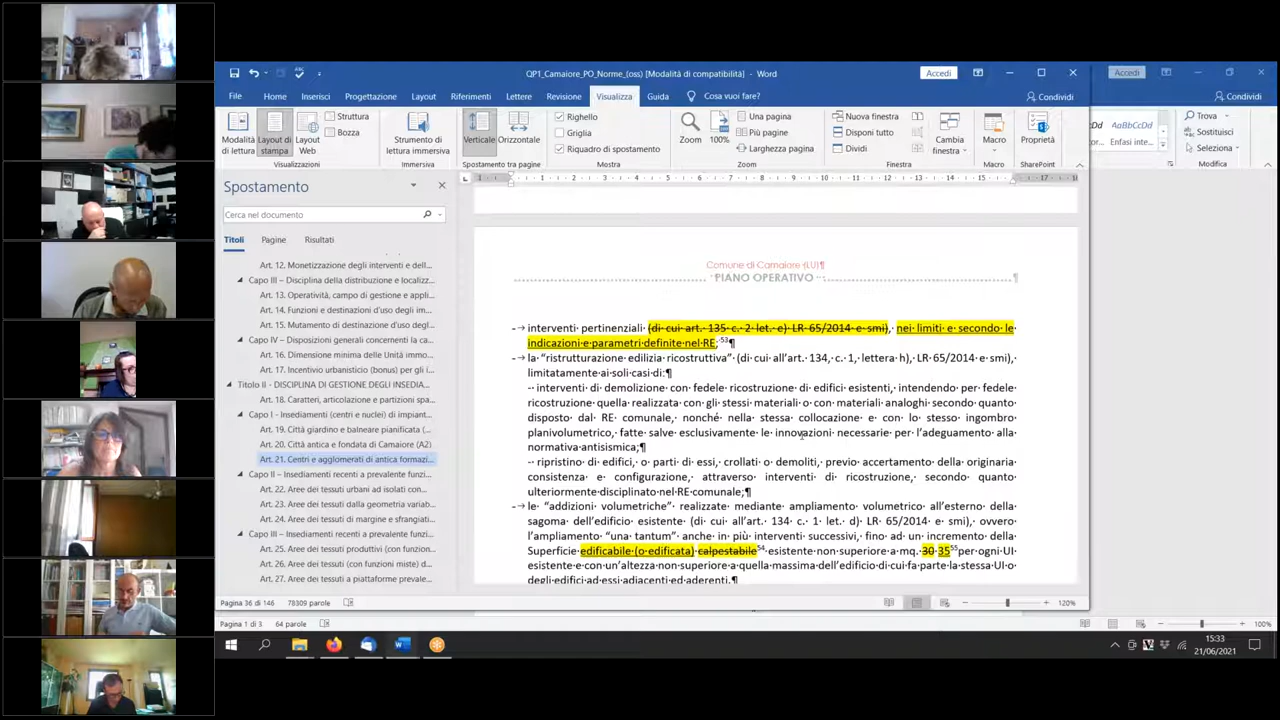 QP1_Camaiore_PO_Norme_(oss) [Modalità di compatibilità] - Word
Accedi
Accedi
File Home Inserisci Progettazione Layout Riferimenti Lettere Revisione Visualizza Guida Cosa vuoi fare? Condividi
Condividi
Modalità di lettura
Layout di stampa
Layout Web
Struttura
Bozza
Visualizzazioni
Strumento di lettura immersiva
Immersiva
Verticale Orizzontale
Spostamento tra pagine
Righello
Griglia
Riquadro di spostamento
Mostra
Zoom
100%
Una pagina
Più pagine
Larghezza pagina
Zoom
Nuova finestra
Disponi tutto
Dividi
Cambia finestra
Finestra
Macro
Macro
Proprietà
SharePoint
AaBbCcDd
Enfasi inte...
Trova
Sostituisci
Seleziona
Modifica
Spostamento
Cerca nel documento
Titoli Pagine Risultati
Art. 12. Monetizzazione degli interventi e dell...
Capo III – Disciplina della distribuzione e localizz...
Art. 13. Operatività, campo di gestione e appli...
Art. 14. Funzioni e destinazioni d'uso degli im...
Art. 15. Mutamento di destinazione d'uso degl...
Capo IV – Disposizioni generali concernenti la ca...
Art. 16. Dimensione minima delle Unità immo...
Art. 17. Incentivo urbanistico (bonus) per gli i...
Titolo II - DISCIPLINA DI GESTIONE DEGLI INSEDIA...
Art. 18. Caratteri, articolazione e partizioni spa...
Capo I - Insediamenti (centri e nuclei) di impiant...
Art. 19. Città giardino e balneare pianificata (...
Art. 20. Città antica e fondata di Camaiore (A2)
Art. 21. Centri e agglomerati di antica formazi...
Capo II – Insediamenti recenti a prevalente funzi...
Art. 22. Aree dei tessuti urbani ad isolati con...
Art. 23. Aree dei tessuti dalla geometria variab...
Art. 24. Aree dei tessuti di margine e sfrangiati...
Capo III – Insediamenti recenti a prevalente funzi...
Art. 25. Aree dei tessuti produttivi (con funzion...
Art. 26. Aree dei tessuti (con funzioni miste) d...
Art. 27. Aree dei tessuti a piattaforme prevale...
Comune di Camaiore (LU)¶
PIANO OPERATIVO ¶
-→ interventi pertinenziali (di cui art. 135 c. 2 let. e) LR 65/2014 e smi), nei limiti e secondo le
indicazioni e parametri definite nel RE; 53¶
-→ la "ristrutturazione edilizia ricostruttiva" (di cui all'art. 134, c. 1, lettera h), LR 65/2014 e smi),
limitatamente ai soli casi di:¶
-- interventi di demolizione con fedele ricostruzione di edifici esistenti, intendendo per fedele
ricostruzione quella realizzata con gli stessi materiali o con materiali analoghi secondo quanto
disposto dal RE comunale, nonché nella stessa collocazione e con lo stesso ingombro
planivolumetrico, fatte salve esclusivamente le innovazioni necessarie per l'adeguamento alla
normativa antisismica;¶
-- ripristino di edifici, o parti di essi, crollati o demoliti, previo accertamento della originaria
consistenza e configurazione, attraverso interventi di ricostruzione, secondo quanto
ulteriormente disciplinato nel RE comunale;¶
-→ le "addizioni volumetriche" realizzate mediante ampliamento volumetrico all'esterno della
sagoma dell'edificio esistente (di cui all'art. 134 c. 1 let. d) LR 65/2014 e smi), ovvero
l'ampliamento "una tantum" anche in più interventi successivi, fino ad un incremento della
Superficie edificabile (o edificata) calpestabile54 esistente non superiore a mq. 30 3555 per ogni UI
esistente e con un'altezza non superiore a quella massima dell'edificio di cui fa parte la stessa UI o
degli edifici ad essi adiacenti ed aderenti.¶
Pagina 36 di 146 78309 parole 120%
Pagina 1 di 3 64 parole 100%
15:33
21/06/2021